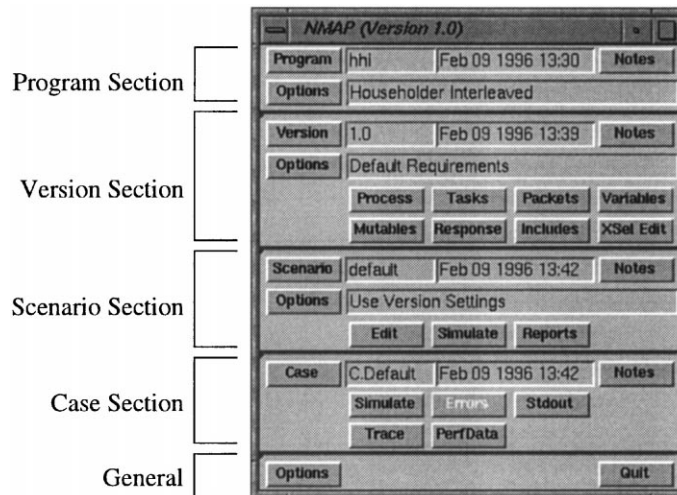 NMAP (Version 1.0)
Program Section
Program hhi Feb 09 1996 13:30 Notes
Options Householder Interleaved
Version Section
Version 1.0 Feb 09 1996 13:39 Notes
Options Default Requirements
Process Tasks Packets Variables
Mutables Response Includes XSel Edit
Scenario Section
Scenario default Feb 09 1996 13:42 Notes
Options Use Version Settings
Edit Simulate Reports
Case Section
Case C.Default Feb 09 1996 13:42 Notes
Simulate Errors Stdout
Trace PerfData
General
Options Quit